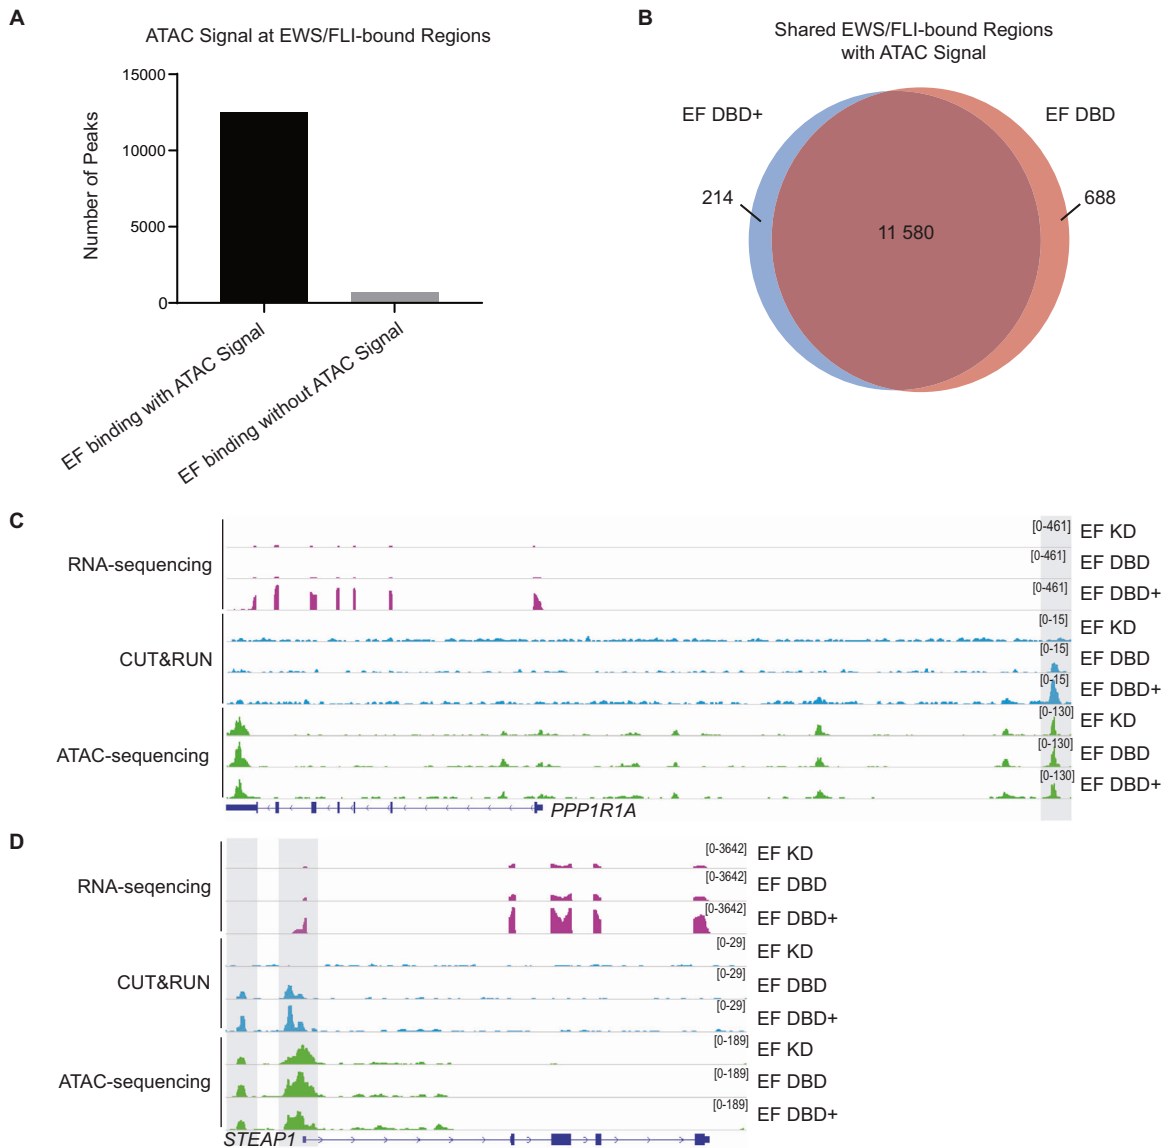 A
ATAC Signal at EWS/FLI-bound Regions
Number of Peaks
15000
10000
5000
0
EF binding with ATAC Signal
EF binding without ATAC Signal
B
Shared EWS/FLI-bound Regions
with ATAC Signal
EF DBD+
EF DBD
214
11 580
688
C
RNA-sequencing
[0-461] EF KD
[0-461] EF DBD
[0-461] EF DBD+
CUT&RUN
[0-15] EF KD
[0-15] EF DBD
[0-15] EF DBD+
ATAC-sequencing
[0-130] EF KD
[0-130] EF DBD
[0-130] EF DBD+
PPP1R1A
D
RNA-seqencing
[0-3642] EF KD
[0-3642] EF DBD
[0-3642] EF DBD+
CUT&RUN
[0-29] EF KD
[0-29] EF DBD
[0-29] EF DBD+
ATAC-sequencing
[0-189] EF KD
[0-189] EF DBD
[0-189] EF DBD+
STEAP1